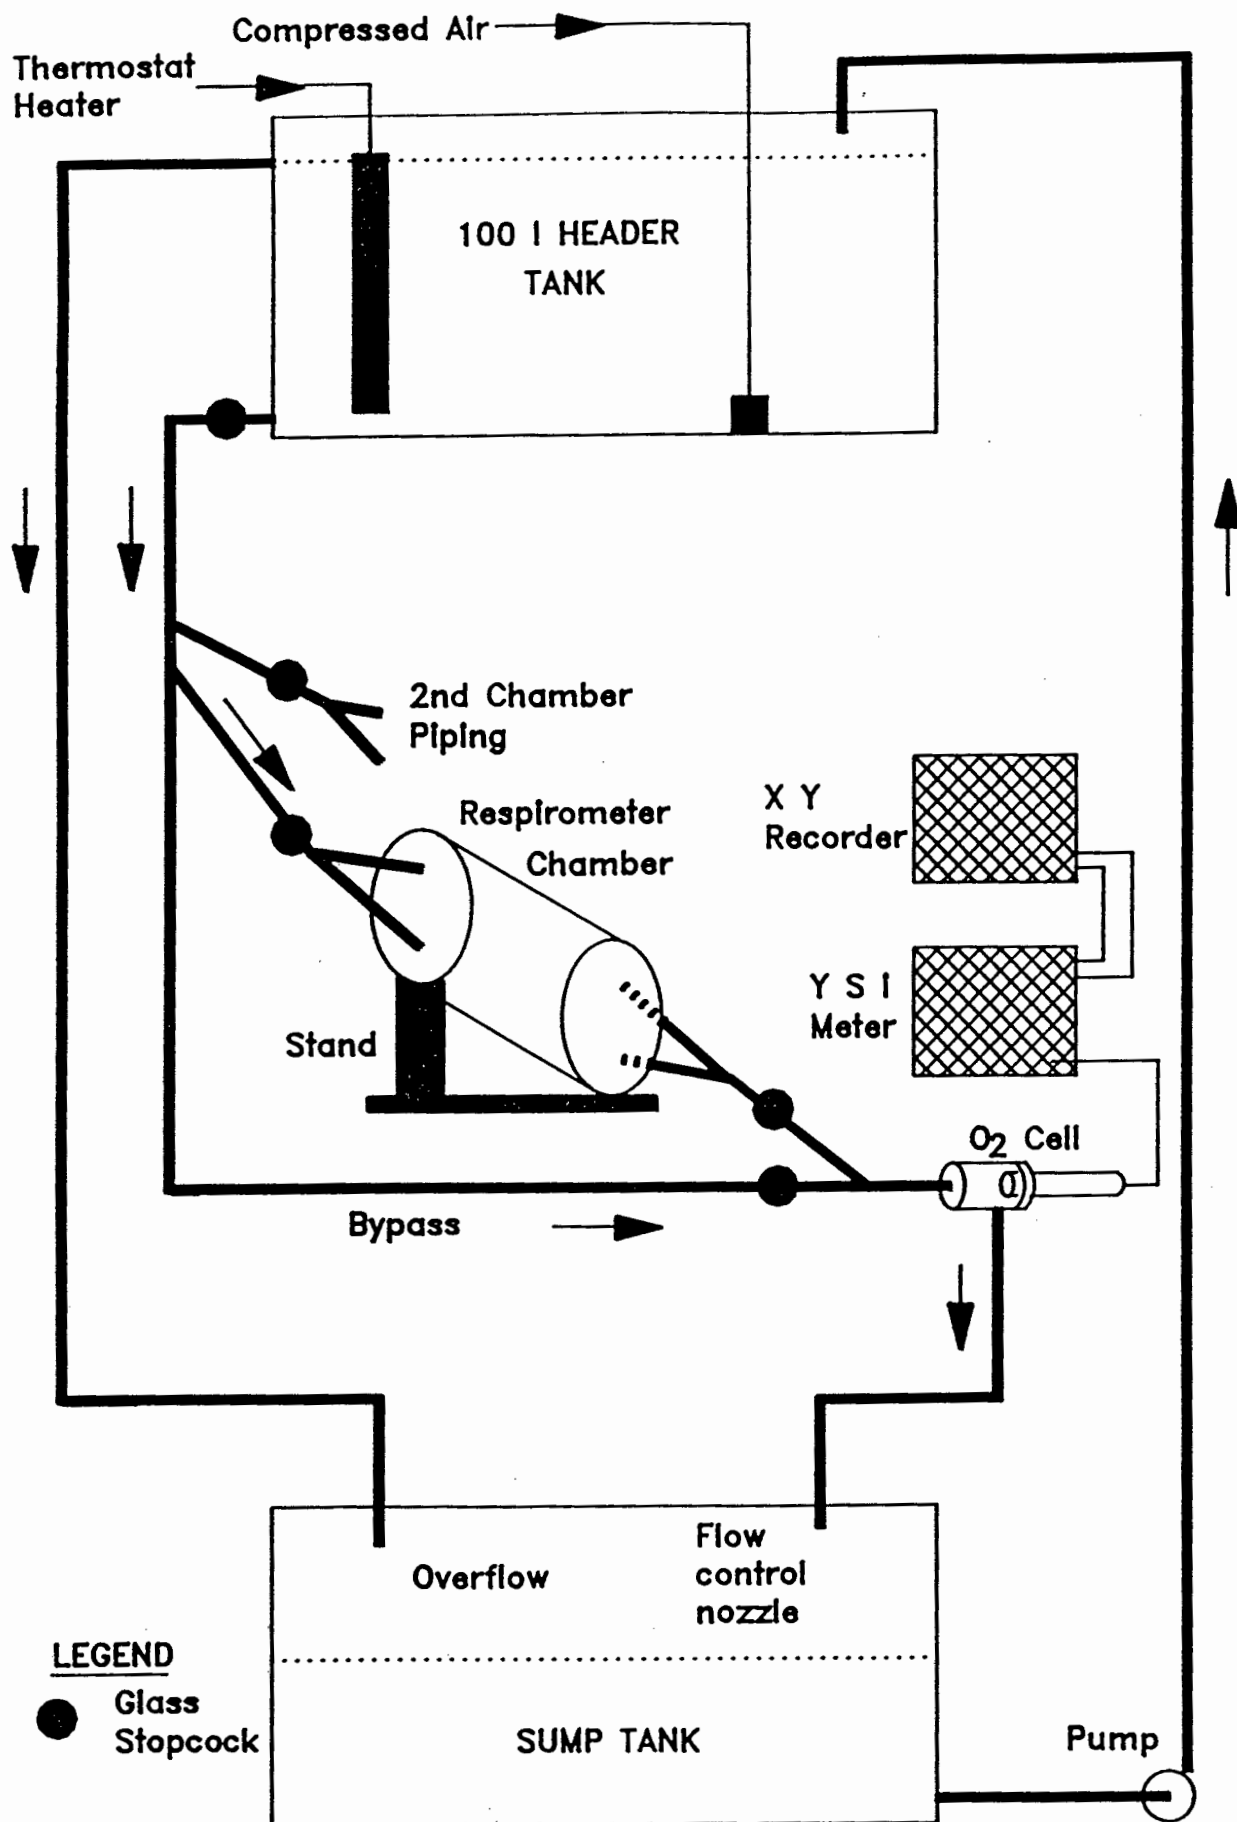 Compressed Air
Thermostat
Heater
100 l HEADER
TANK
2nd Chamber
Piping
Respirometer
Chamber
X Y
Recorder
Y S I
Meter
Stand
O2 Cell
Bypass
Overflow
Flow
control
nozzle
LEGEND
Glass
Stopcock
SUMP TANK
Pump